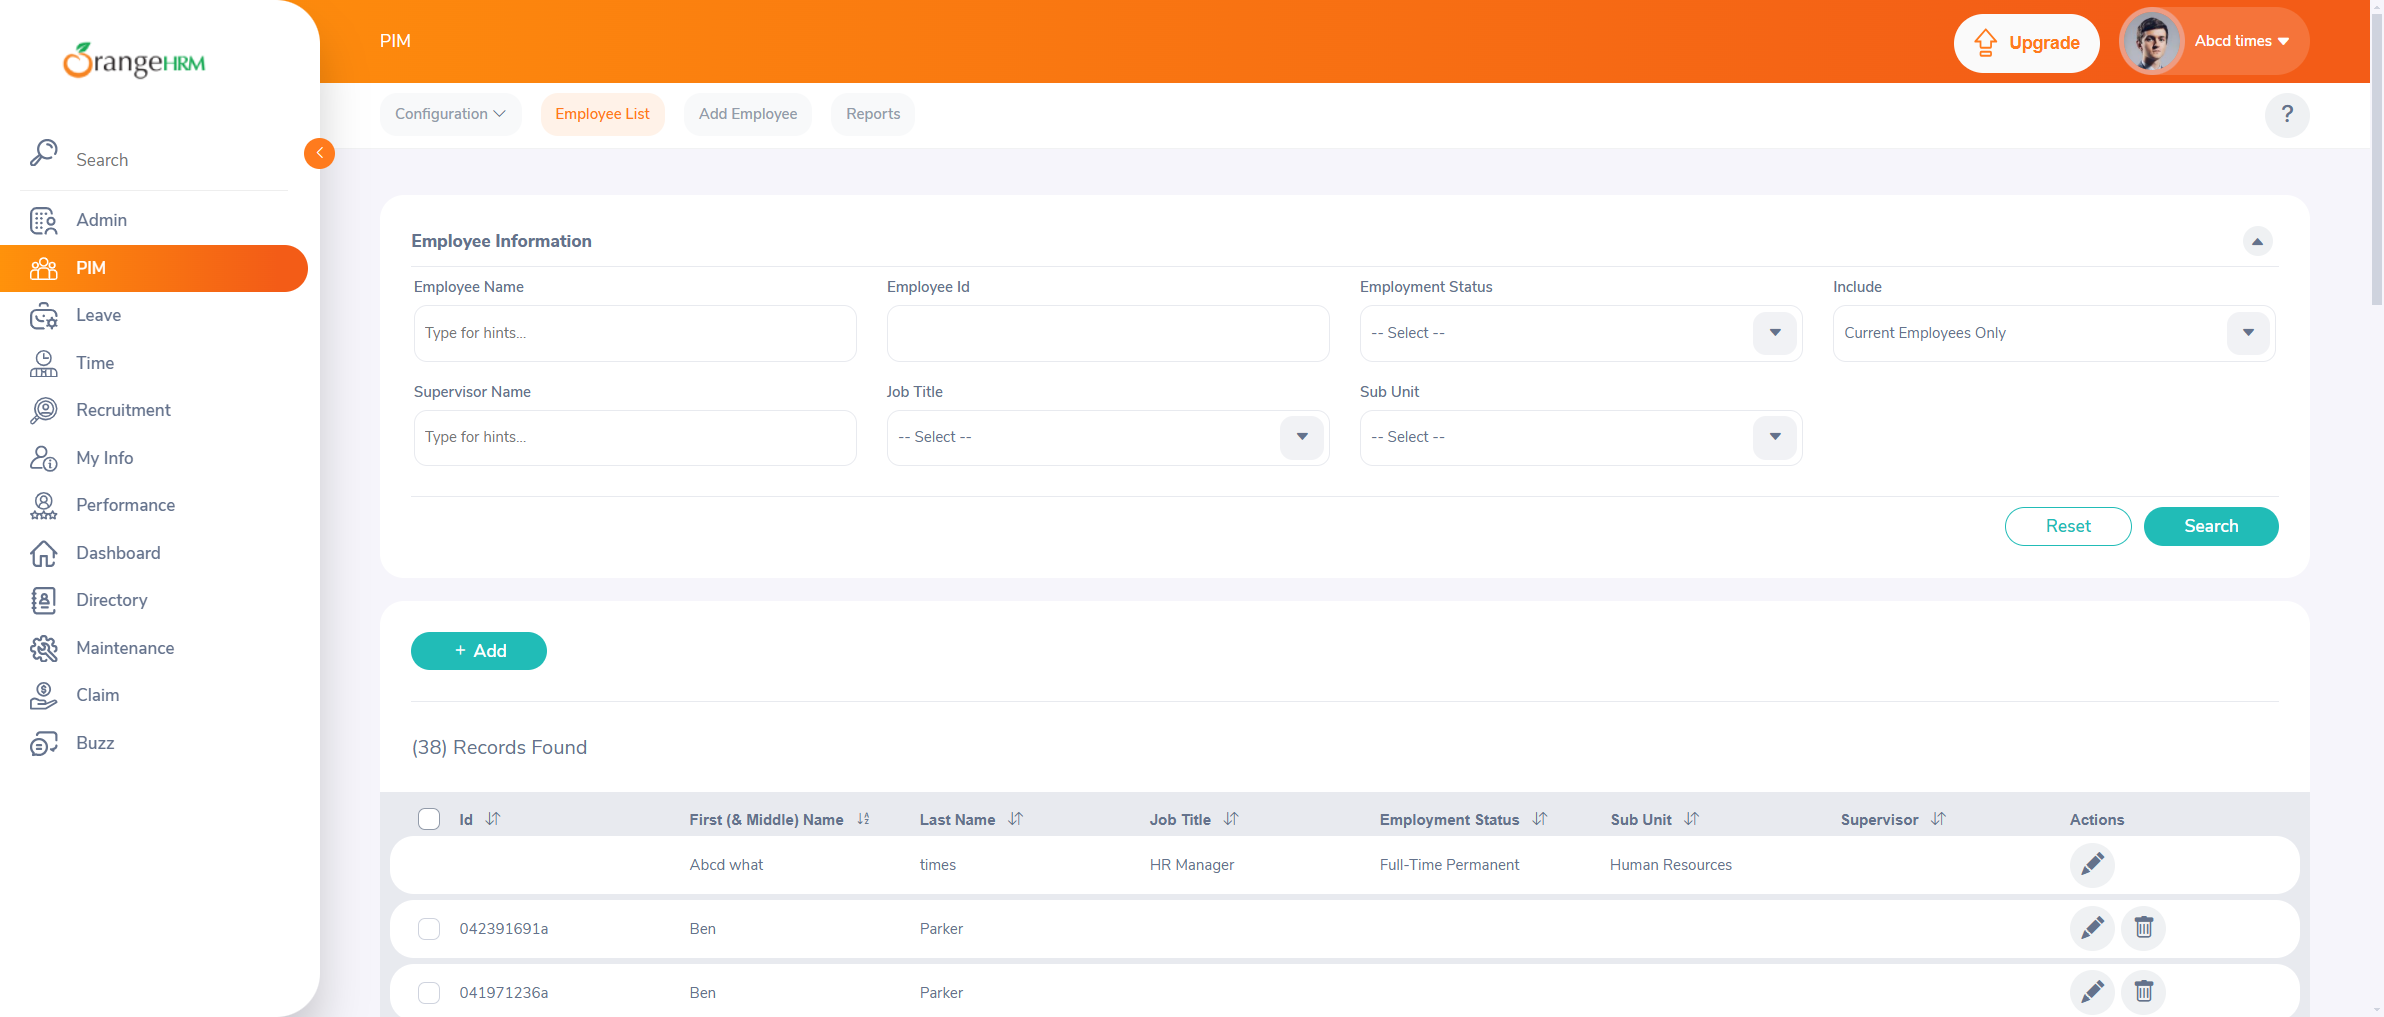 OrangeHRM
PIM
Upgrade
Abcd times
Configuration
Employee List
Add Employee
Reports
?
Search
Admin
PIM
Leave
Time
Recruitment
My Info
Performance
Dashboard
Directory
Maintenance
Claim
Buzz
Employee Information
Employee Name
Employee Id
Employment Status
Include
Type for hints...
-- Select --
Current Employees Only
Supervisor Name
Job Title
Sub Unit
Type for hints...
-- Select --
-- Select --
Reset
Search
+ Add
(38) Records Found
Id First (& Middle) Name Last Name Job Title Employment Status Sub Unit Supervisor Actions
Abcd what times HR Manager Full-Time Permanent Human Resources
042391691a Ben Parker
041971236a Ben Parker